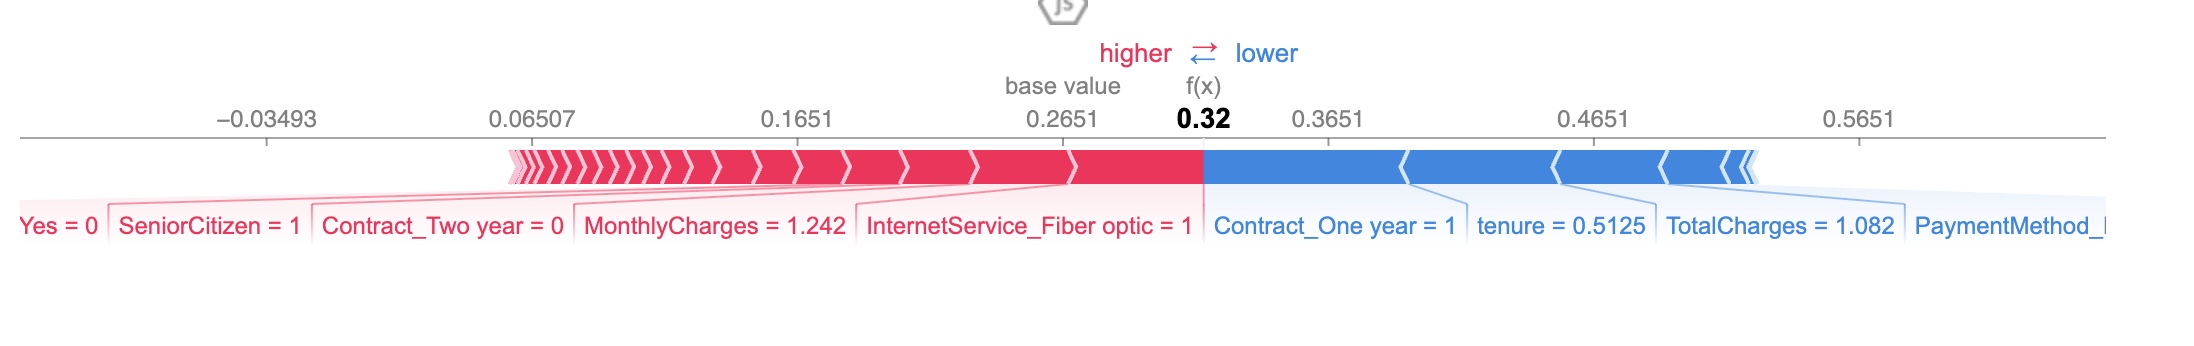 JS
higher ⇄ lower
base value f(x)
−0.03493 0.06507 0.1651 0.2651 0.32 0.3651 0.4651 0.5651
Yes = 0 SeniorCitizen = 1 Contract_Two year = 0 MonthlyCharges = 1.242 InternetService_Fiber optic = 1 Contract_One year = 1 tenure = 0.5125 TotalCharges = 1.082 PaymentMethod_